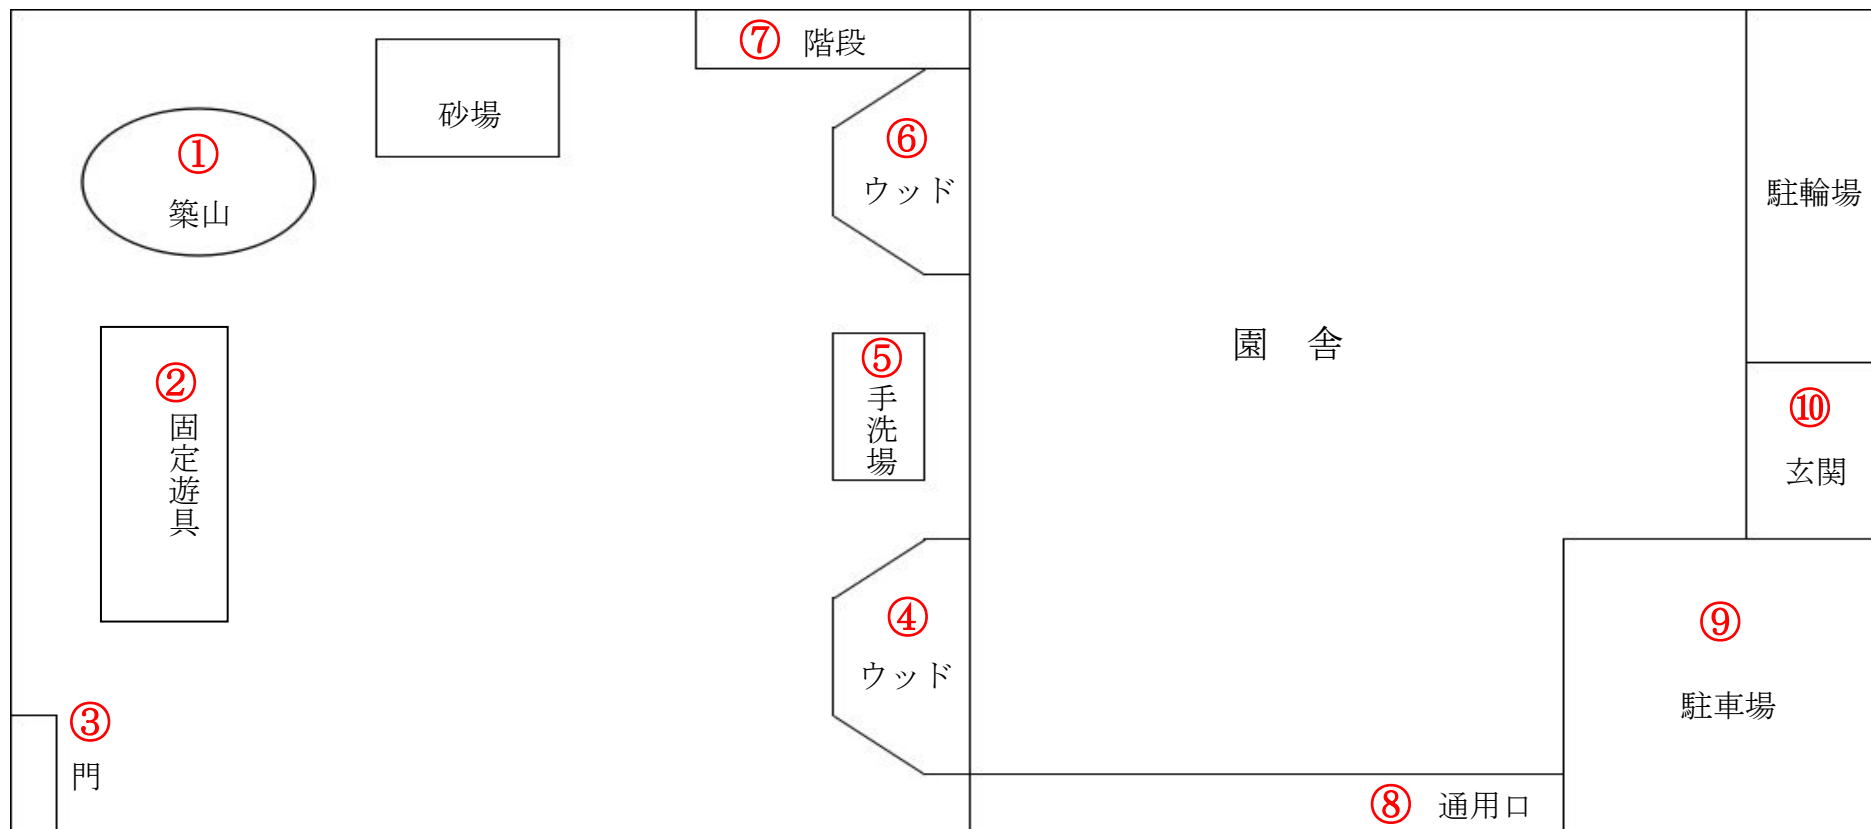 ⑦ 階段
砂場
①
築山
⑥
ウッド
駐輪場
園 舎
②
固定遊具
⑤
手洗場
⑩
玄関
④
ウッド
⑨
駐車場
③
門
⑧ 通用口